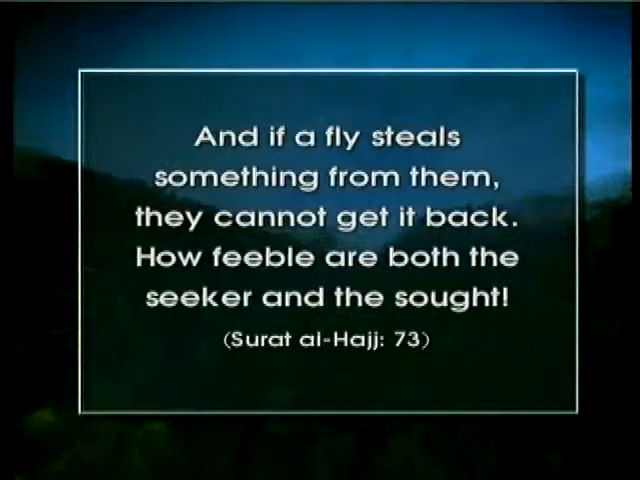 And if a fly steals
something from them,
they cannot get it back.
How feeble are both the
seeker and the sought!
(Surat al-Hajj: 73)